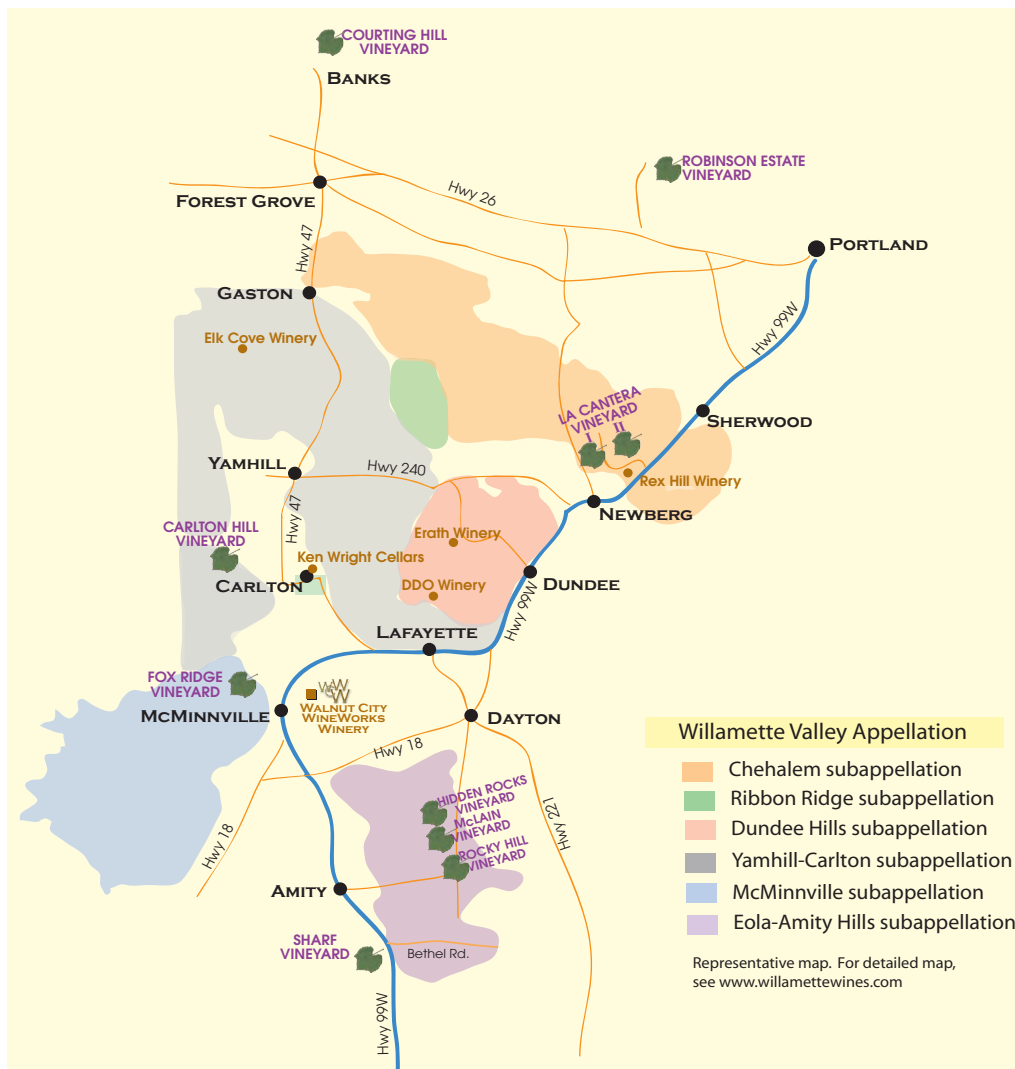 COURTING HILL
VINEYARD
BANKS
ROBINSON ESTATE
VINEYARD
Hwy 26
FOREST GROVE
PORTLAND
Hwy 47
GASTON
Hwy 99W
Elk Cove Winery
LA CANTERA
VINEYARD
I II
SHERWOOD
YAMHILL
Hwy 240
Rex Hill Winery
NEWBERG
Hwy 47
CARLTON HILL
VINEYARD
Erath Winery
Ken Wright Cellars
CARLTON
DDO Winery
DUNDEE
Hwy 99W
LAFAYETTE
FOX RIDGE
VINEYARD
WCWW
WALNUT CITY
WINEWORKS
WINERY
MCMINNVILLE
DAYTON
Hwy 18
Willamette Valley Appellation
Chehalem subappellation
Ribbon Ridge subappellation
Dundee Hills subappellation
Yamhill-Carlton subappellation
McMinnville subappellation
Eola-Amity Hills subappellation
HIDDEN ROCKS
VINEYARD
McLAIN
VINEYARD
ROCKY HILL
VINEYARD
Hwy 221
Hwy 18
AMITY
SHARF
VINEYARD
Bethel Rd.
Representative map. For detailed map,
see www.willamettewines.com
Hwy 99W